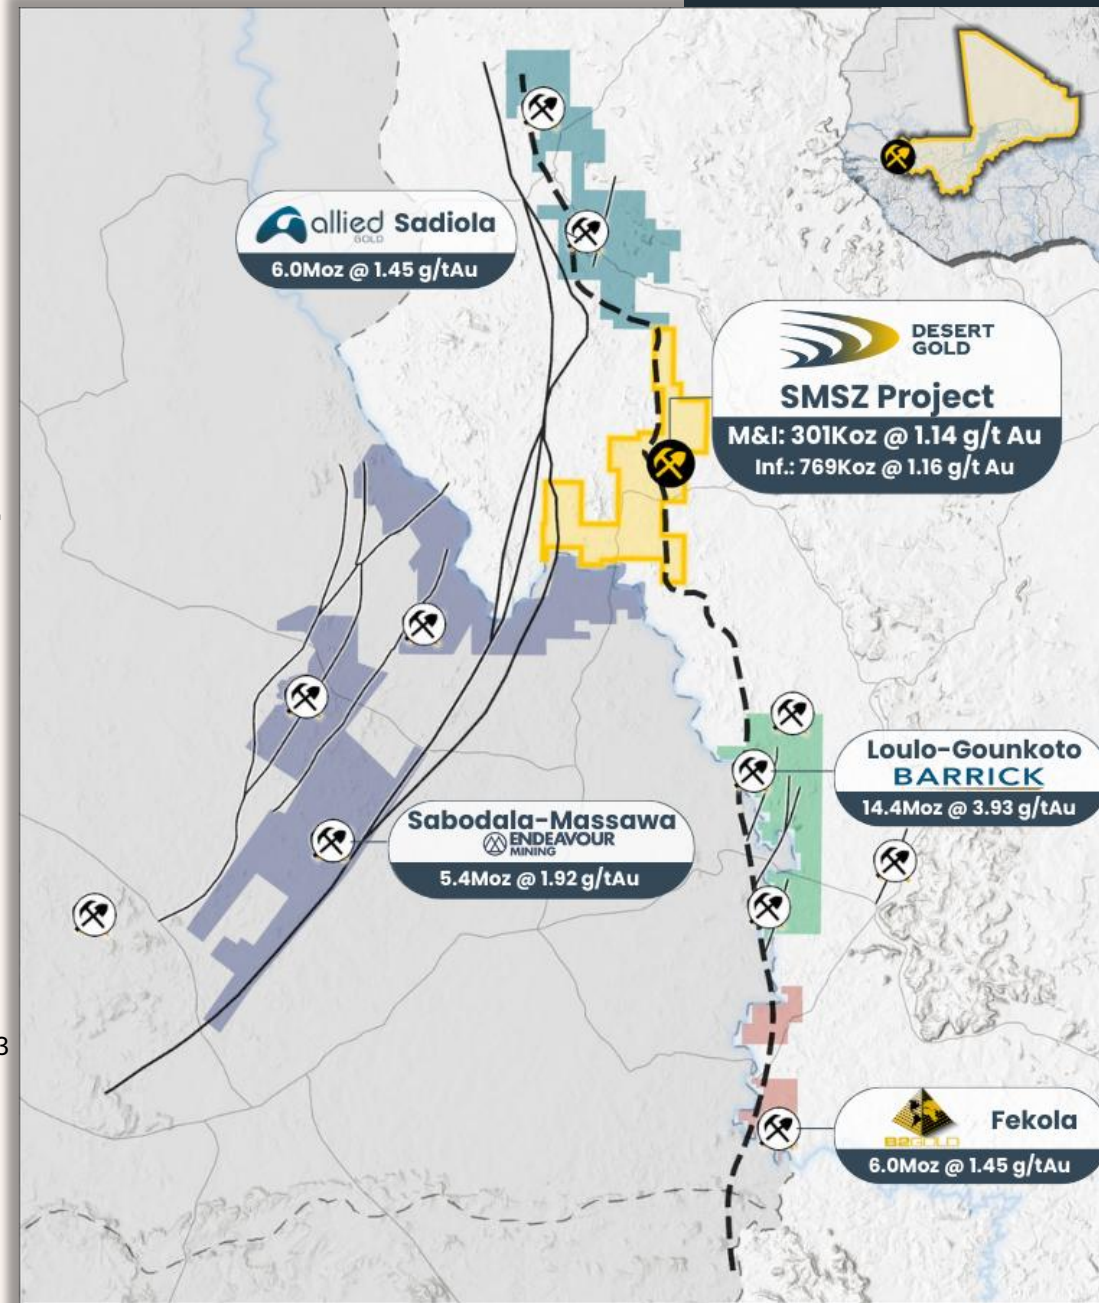 allied Sadiola
GOLD
6.0Moz @ 1.45 g/tAu
DESERT
GOLD
SMSZ Project
M&I: 301Koz @ 1.14 g/t Au
Inf.: 769Koz @ 1.16 g/t Au
Loulo-Gounkoto
BARRICK
14.4Moz @ 3.93 g/tAu
Sabodala-Massawa
ENDEAVOUR
MINING
5.4Moz @ 1.92 g/tAu
3
Fekola
B2GOLD
6.0Moz @ 1.45 g/tAu